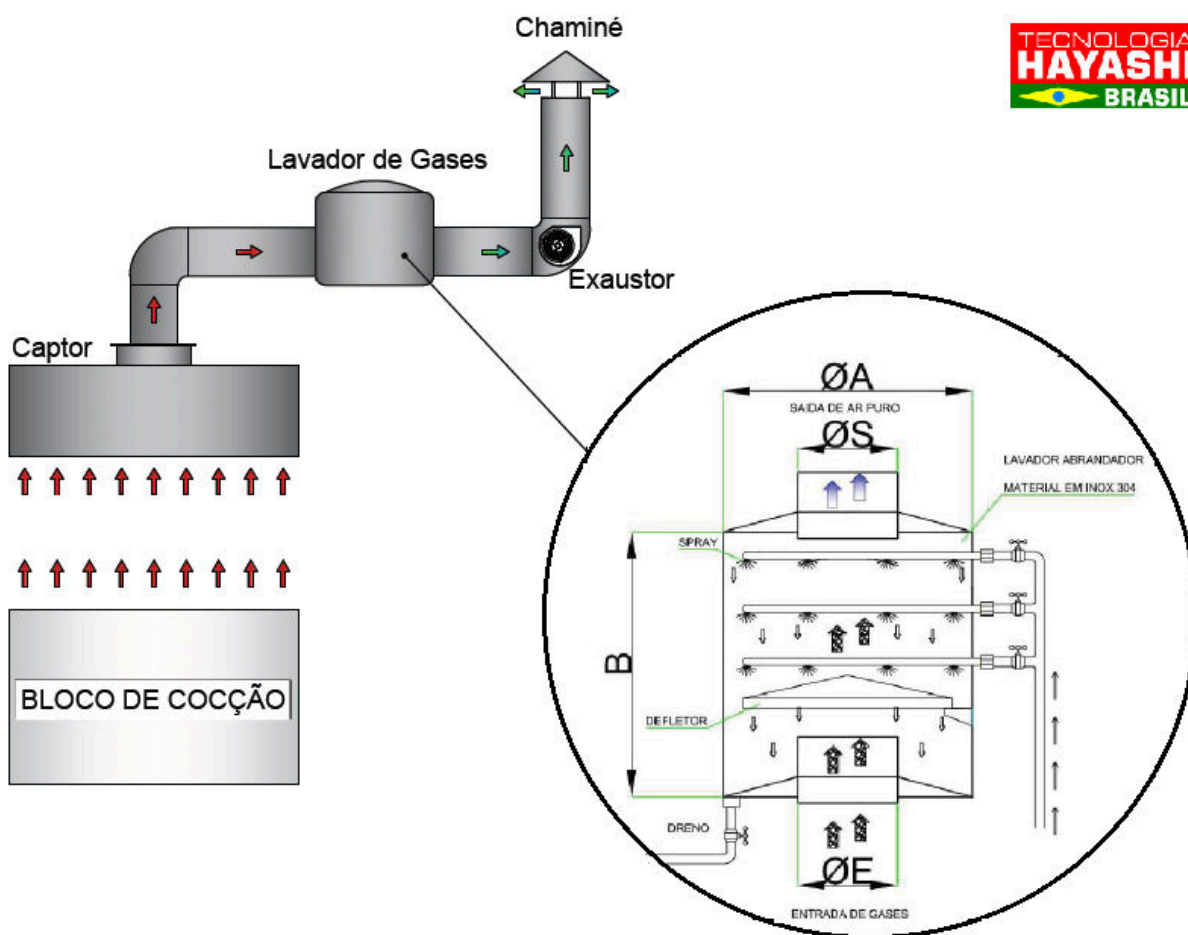 Chaminé
TECNOLOGIA
HAYASHI
BRASIL
Lavador de Gases
Exaustor
Captor
BLOCO DE COCÇÃO
ØA
SAIDA DE AR PURO
ØS
LAVADOR ABRANDADOR
MATERIAL EM INOX 304
SPRAY
B
DEFLETOR
DRENO
ØE
ENTRADA DE GASES